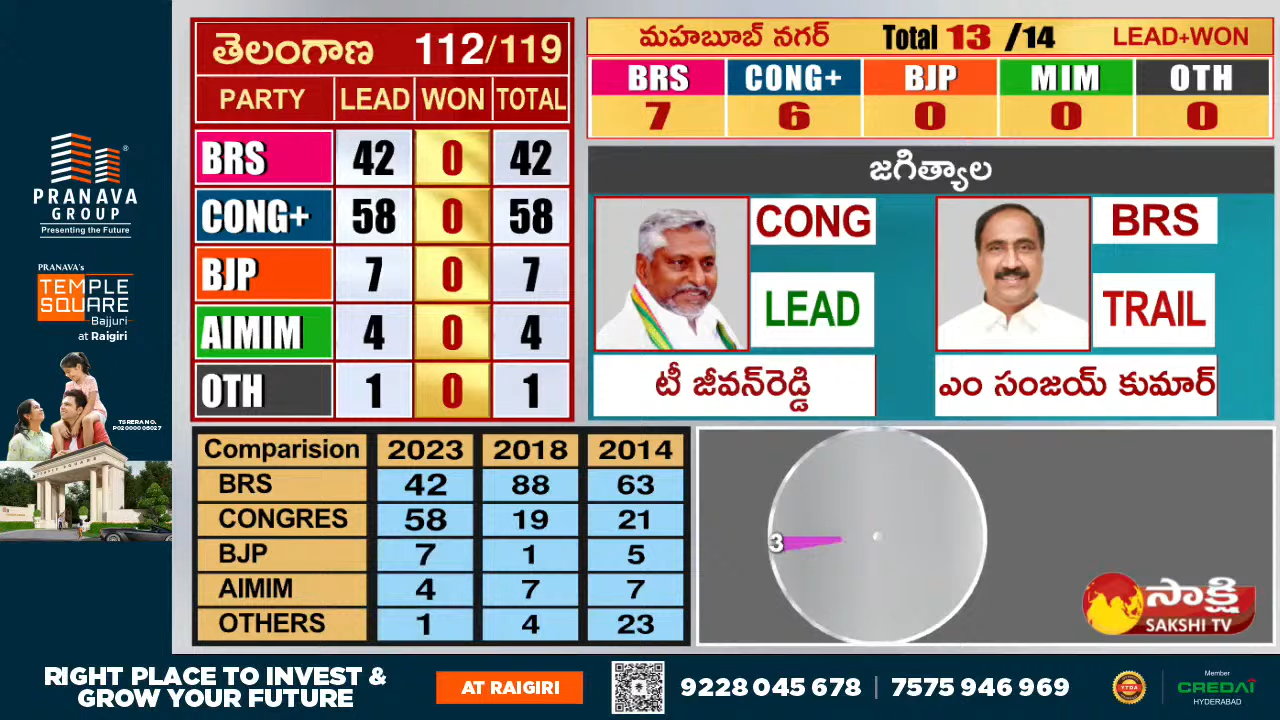 PRANAVA
GROUP
Presenting the Future
PRANAVA's
TEMPLE
SQUARE
Bajjuri
at Raigiri
తెలంగాణ 112/119
PARTY LEAD WON TOTAL
BRS 42 0 42
CONG+ 58 0 58
BJP 7 0 7
AIMIM 4 0 4
OTH 1 0 1
మహబూబ్ నగర్ Total 13 /14 LEAD+WON
BRS CONG+ BJP MIM OTH
7 6 0 0 0
జగిత్యాల
CONG
LEAD
టీ జీవన్‌రెడ్డి
BRS
TRAIL
ఎం సంజయ్ కుమార్
Comparision 2023 2018 2014
BRS 42 88 63
CONGRES 58 19 21
BJP 7 1 5
AIMIM 4 7 7
OTHERS 1 4 23
3
సాక్షి
SAKSHI TV
RIGHT PLACE TO INVEST &
GROW YOUR FUTURE
AT RAIGIRI
9228 045 678 | 7575 946 969
YTDA
Member
CREDAI
HYDERABAD